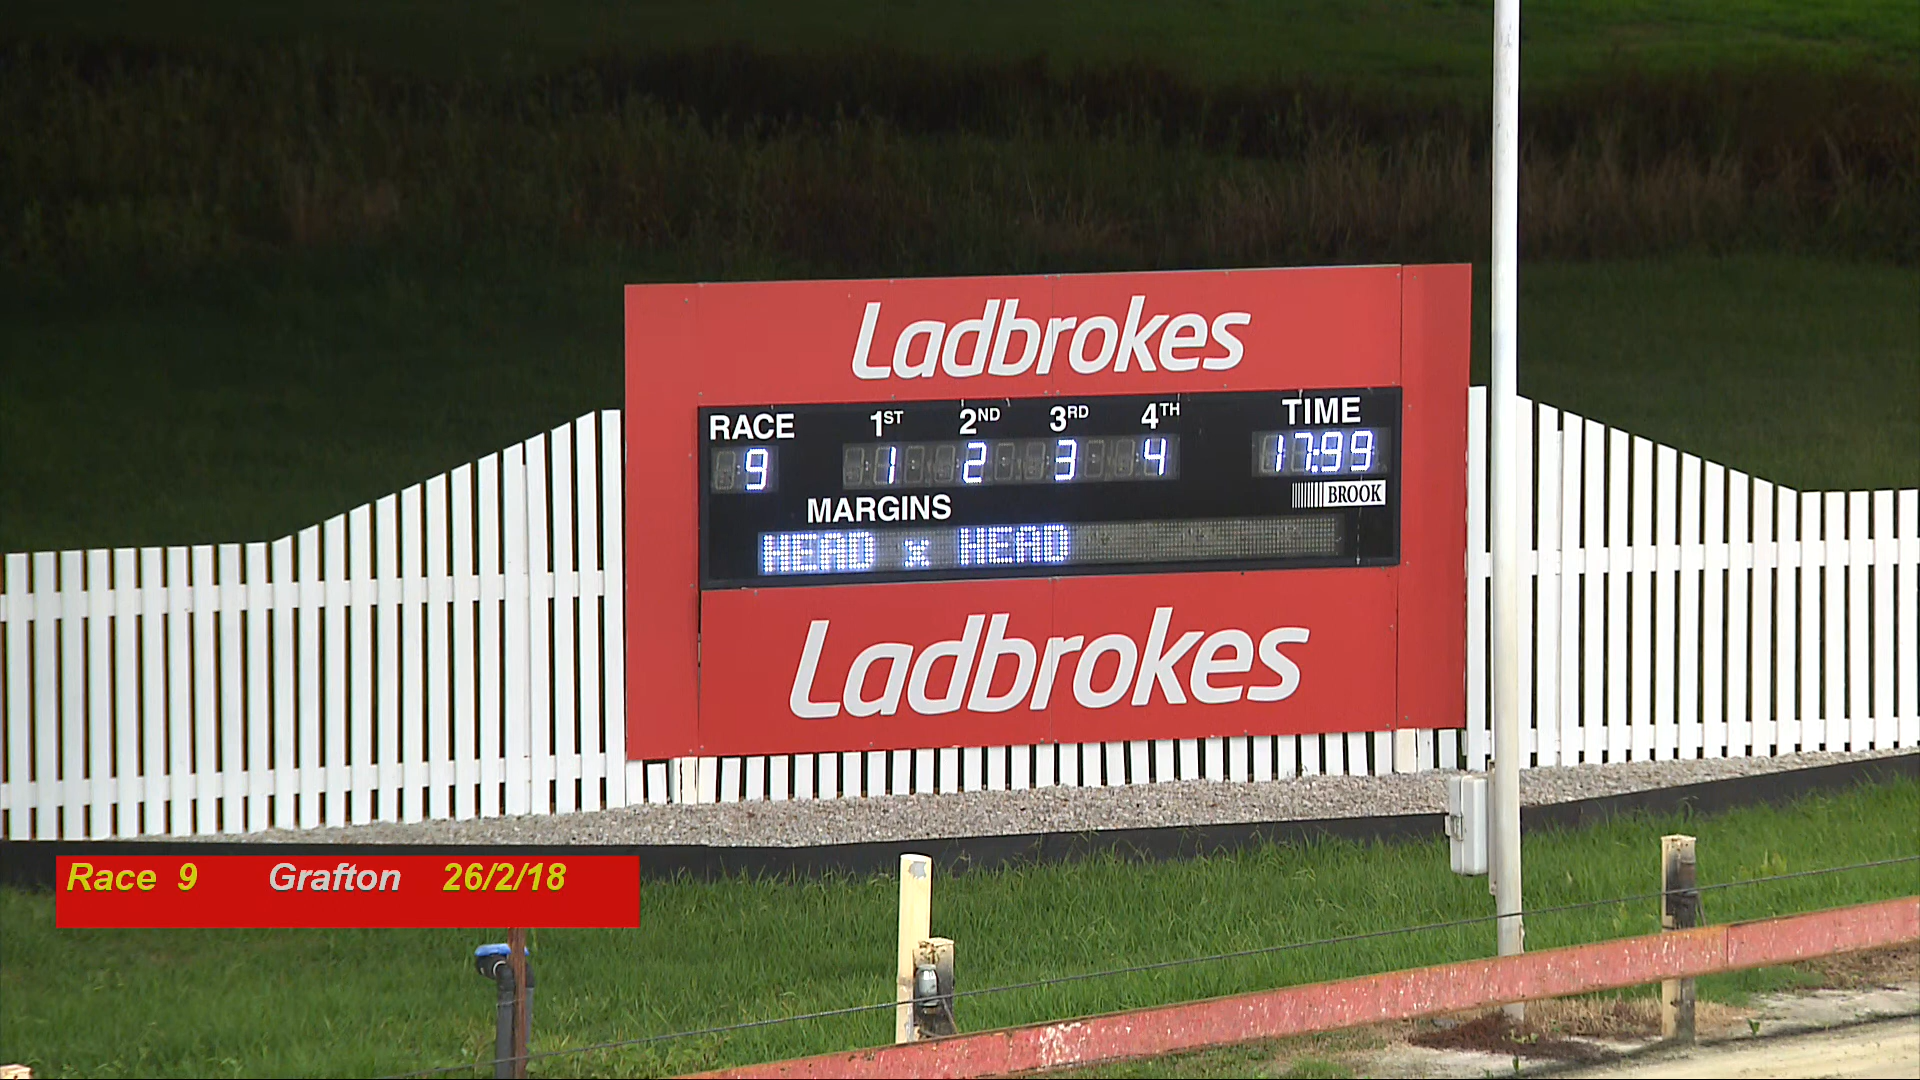 Ladbrokes
RACE 1ST 2ND 3RD 4TH TIME
9 1 2 3 4 17:99
MARGINS BROOK
HEAD x HEAD
Ladbrokes
Race 9 Grafton 26/2/18